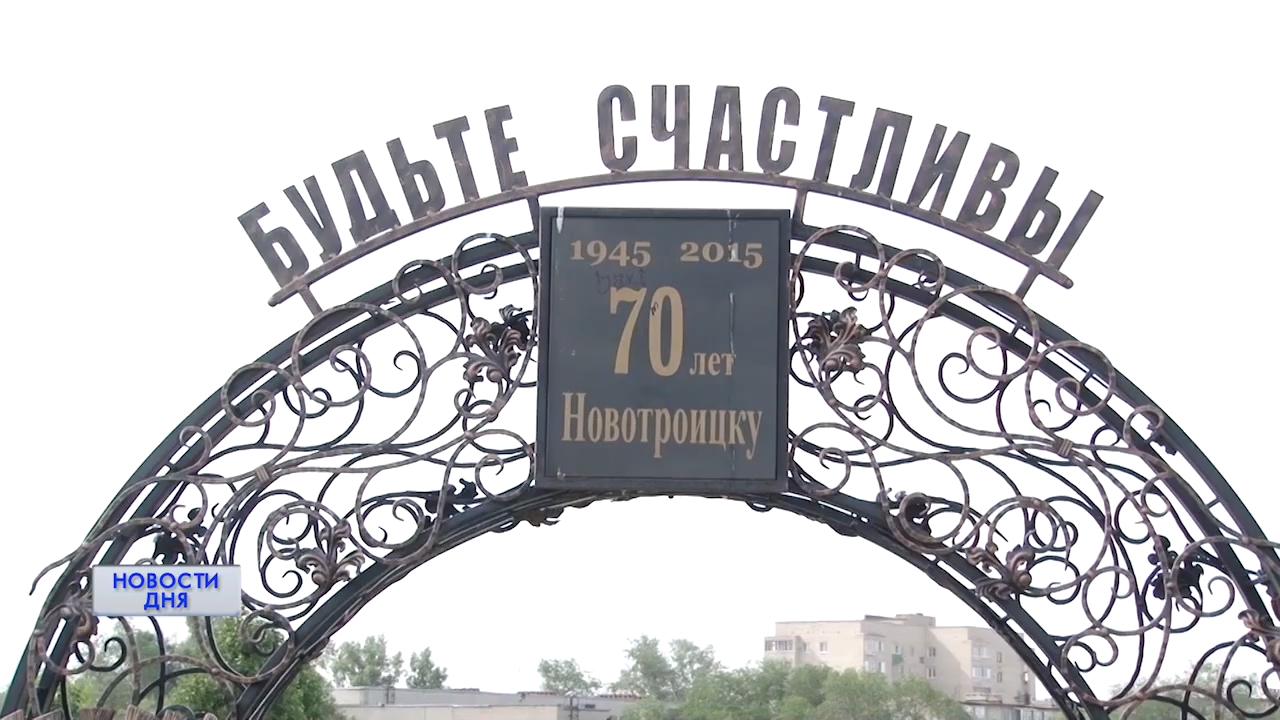 БУДЬТЕ СЧАСТЛИВЫ
1945 2015
70 лет
Новотроицку
НОВОСТИ
ДНЯ